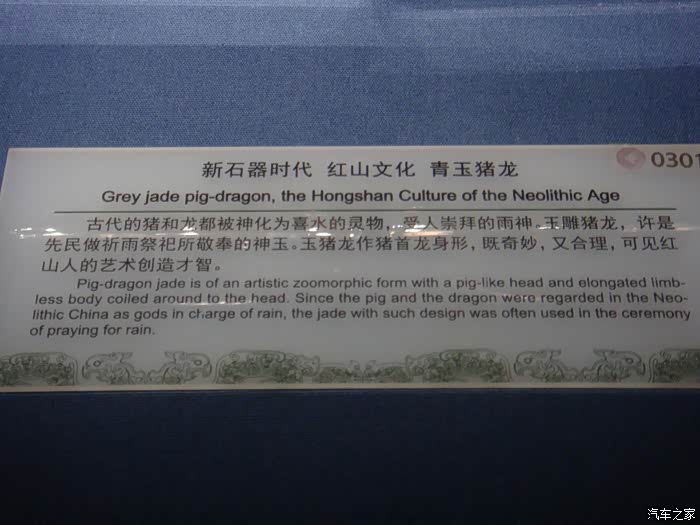 新石器时代 红山文化 青玉猪龙
0301
Grey jade pig-dragon, the Hongshan Culture of the Neolithic Age
古代的猪和龙都被神化为喜水的灵物，受人崇拜的雨神。玉雕猪龙，许是
先民做祈雨祭祀所敬奉的神玉。玉猪龙作猪首龙身形，既奇妙，又合理，可见红
山人的艺术创造才智。
Pig-dragon jade is of an artistic zoomorphic form with a pig-like head and elongated limb-
less body coiled around to the head. Since the pig and the dragon were regarded in the Neo-
lithic China as gods in charge of rain, the jade with such design was often used in the ceremony
of praying for rain.
汽车之家